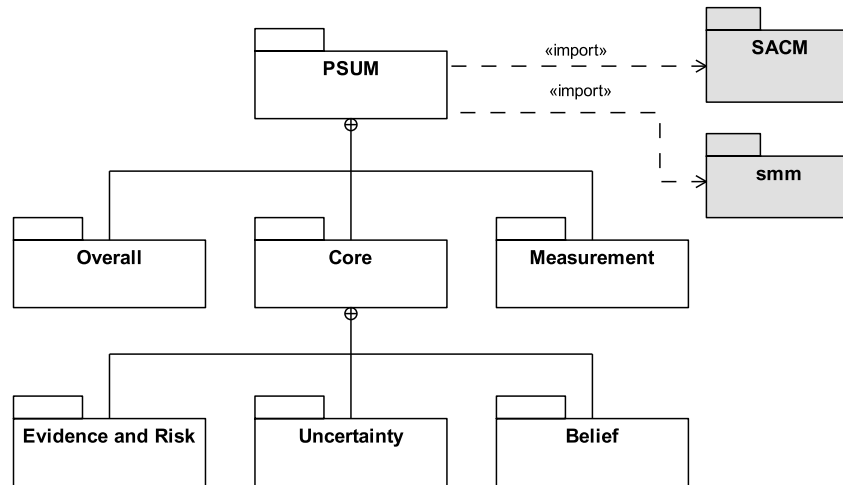 PSUM
«import»
SACM
«import»
smm
Overall
Core
Measurement
Evidence and Risk
Uncertainty
Belief